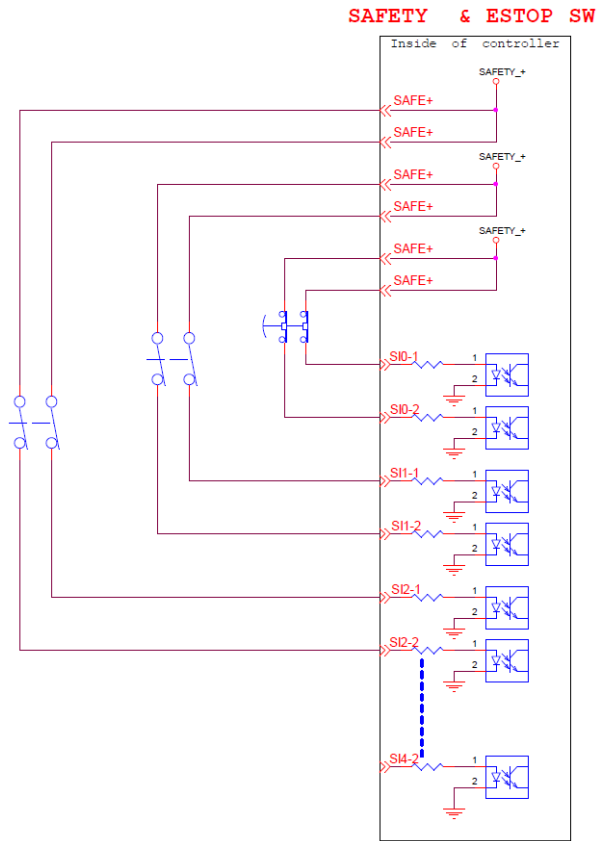 SAFETY & ESTOP SW
Inside of controller
SAFETY_+
SAFE+
SAFE+
SAFETY_+
SAFE+
SAFE+
SAFETY_+
SAFE+
SAFE+
SI0-1
1
2
SI0-2
1
2
SI1-1
1
2
SI1-2
1
2
SI2-1
1
2
SI2-2
1
2
SI4-2
1
2